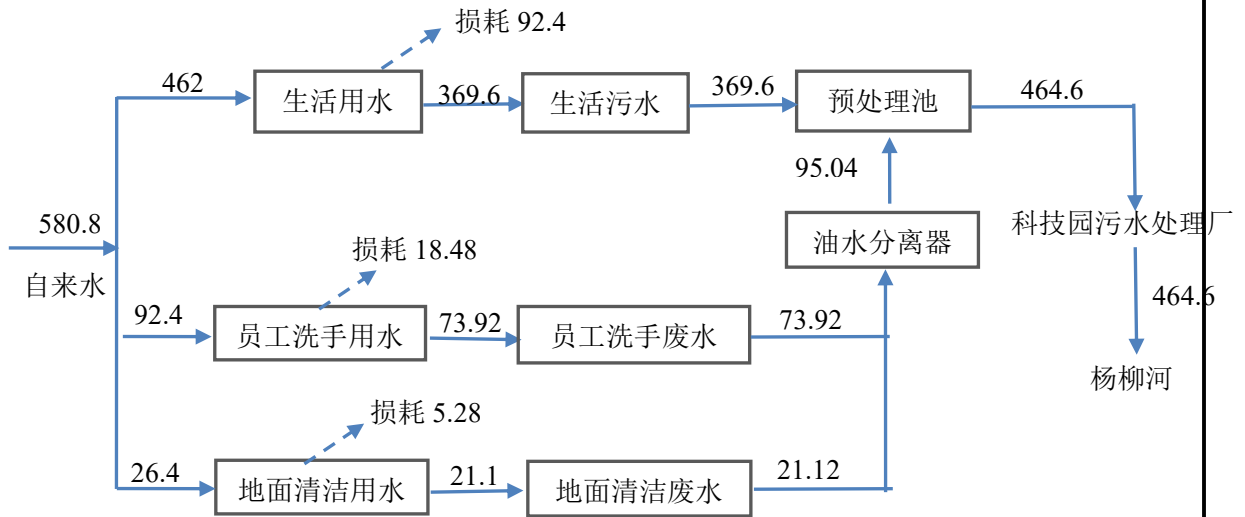 损耗 92.4
462
生活用水
369.6
生活污水
369.6
预处理池
464.6
95.04
580.8
自来水
油水分离器
科技园污水处理厂
损耗 18.48
92.4
员工洗手用水
73.92
员工洗手废水
73.92
464.6
杨柳河
损耗 5.28
26.4
地面清洁用水
21.1
地面清洁废水
21.12